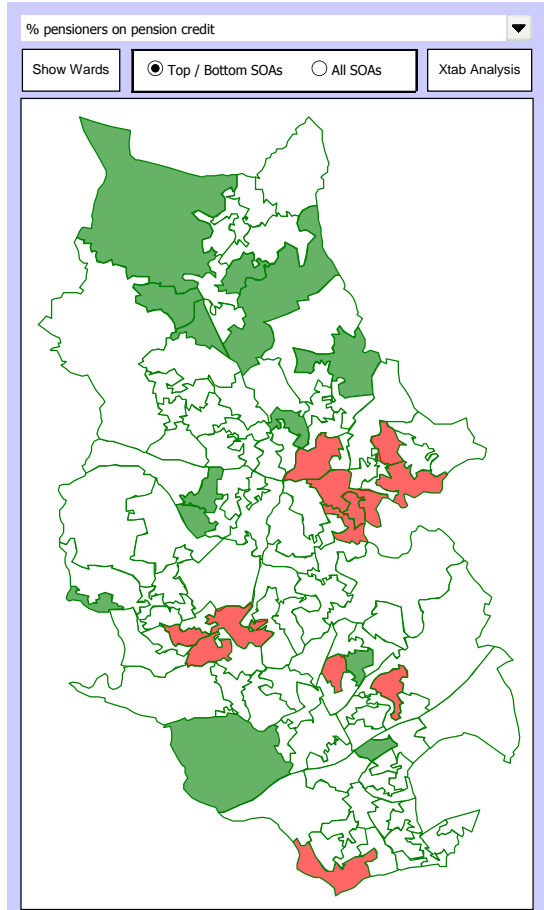 % pensioners on pension credit
Show Wards
Top / Bottom SOAs
All SOAs
Xtab Analysis